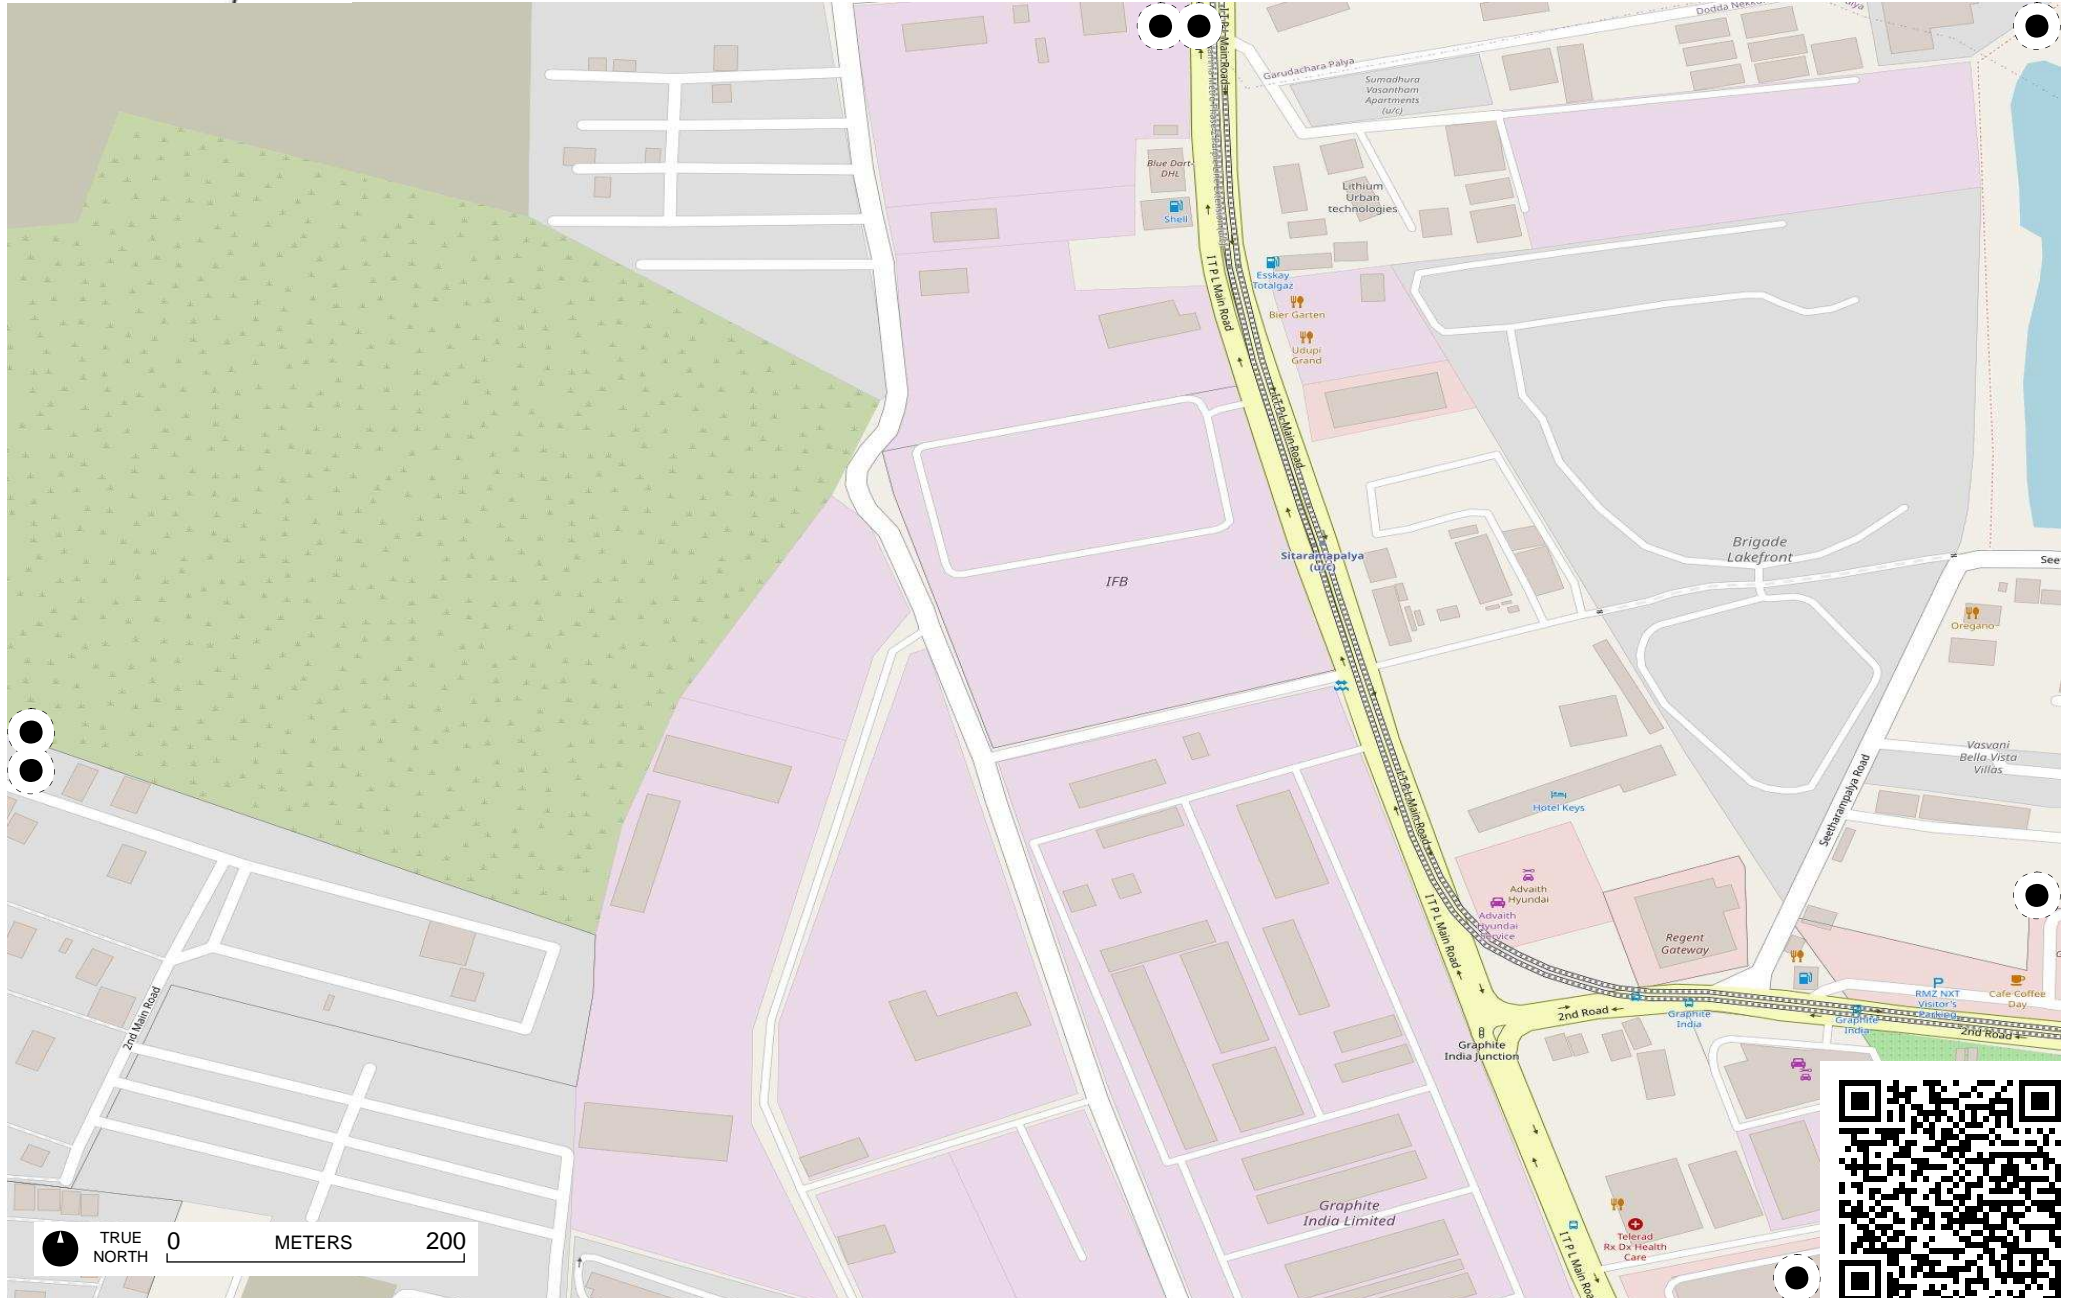 Dodda Nekku
Garudachara Palya
Sumadhura
Vasantham
Apartments
(u/c)
I T P L Main Road
Blue Dart-
DHL
Shell
Lithium
Urban
technologies
Esskay
Totalgaz
I T P L Main Road
Bier Garten
Udupi
Grand
I T P L Main Road
Sitaramapalya
(u/c)
Brigade
Lakefront
See
IFB
Oregano
Vasvani
Bella Vista
Villas
Seetharampalya Road
I T P L Main Road
Hotel Keys
Advaith
Hyundai
Advaith
Hyundai
Service
I T P L Main Road
Regent
Gateway
RMZ NXT
Visitor's
Parking
Cafe Coffee
Day
2nd Road
Graphite
India
Graphite
India
2nd Road
Graphite
India Junction
2nd Main Road
Graphite
India Limited
Telerad
Rx Dx Health
Care
I T P L Main Roa
TRUE
NORTH
0 METERS 200